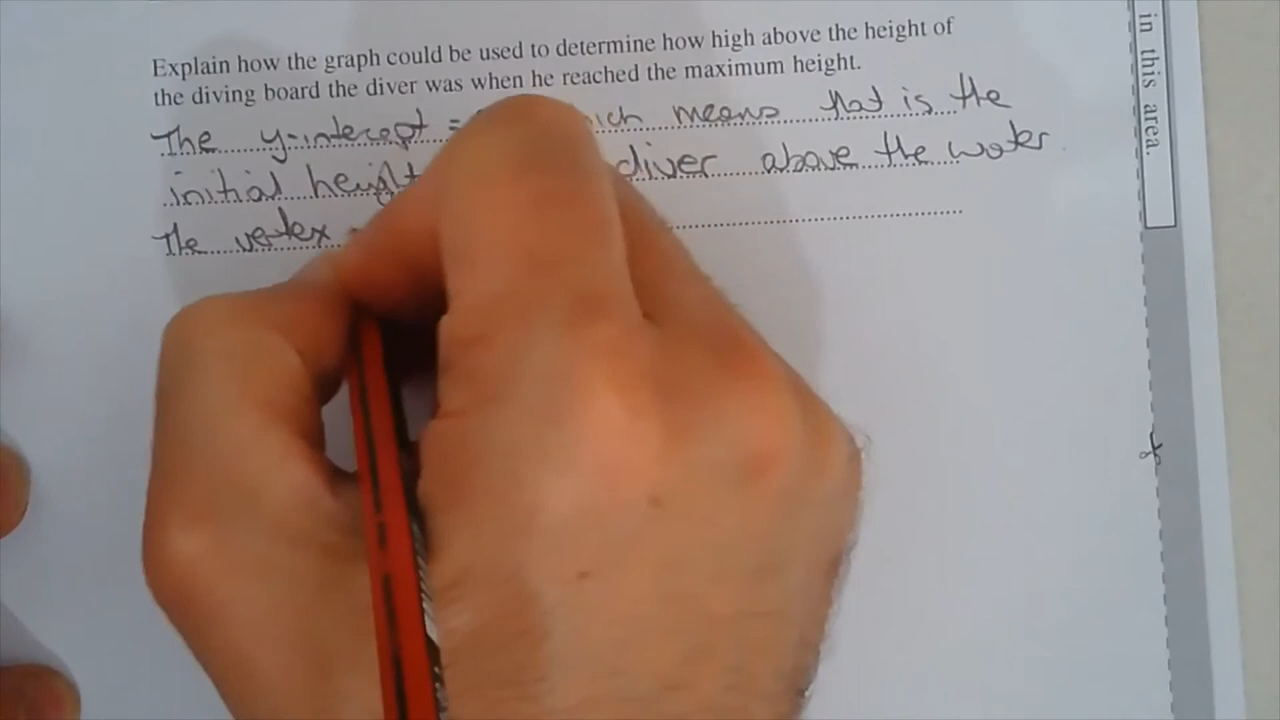 Explain how the graph could be used to determine how high above the height of
the diving board the diver was when he reached the maximum height.
The y-intercept = means that is the
initial height diver above the water
The vertex
in this area.